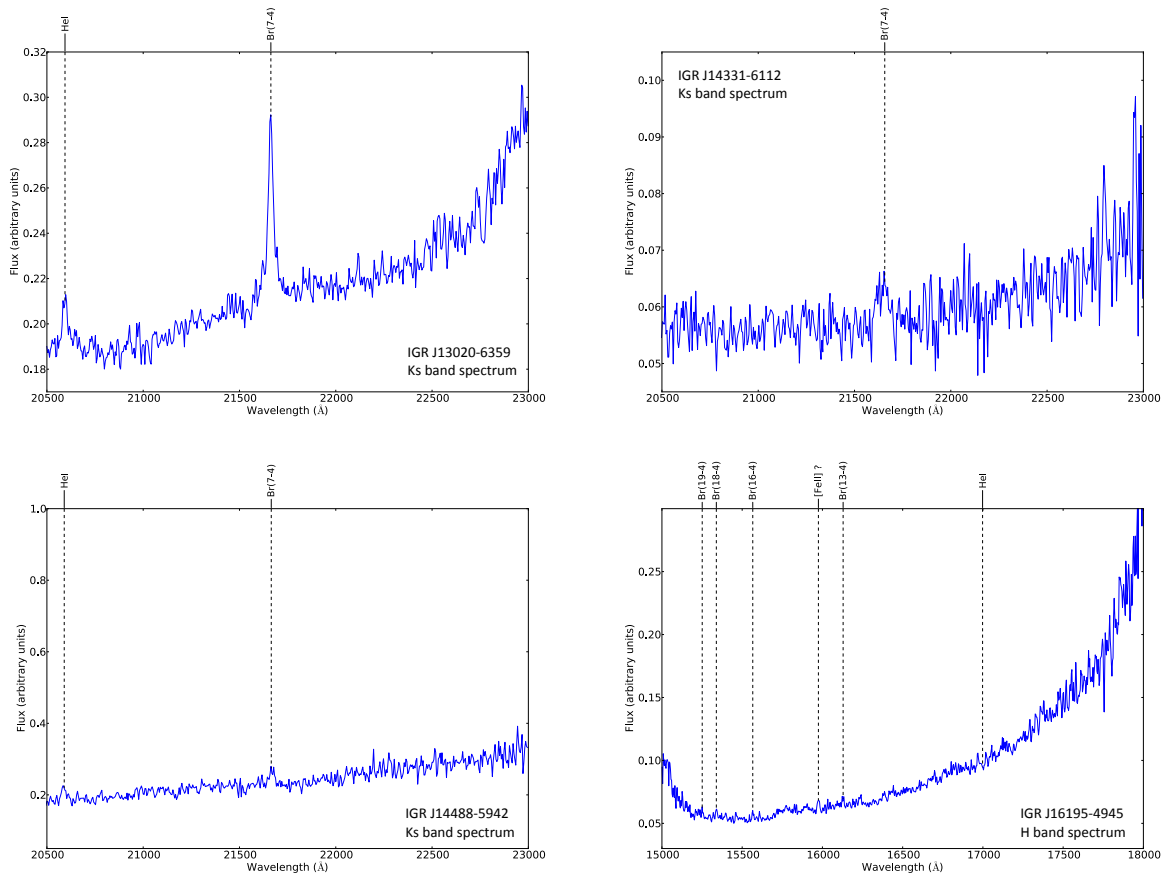 HeI
Br(7-4)
0.32
0.30
0.28
0.26
0.24
0.22
0.20
0.18
Flux (arbitrary units)
IGR J13020-6359
Ks band spectrum
20500 21000 21500 22000 22500 23000
Wavelength (Å)
Br(7-4)
IGR J14331-6112
Ks band spectrum
0.10
0.09
0.08
0.07
0.06
0.05
Flux (arbitrary units)
20500 21000 21500 22000 22500 23000
Wavelength (Å)
HeI
Br(7-4)
1.0
0.8
0.6
0.4
0.2
Flux (arbitrary units)
IGR J14488-5942
Ks band spectrum
20500 21000 21500 22000 22500 23000
Wavelength (Å)
Br(19-4)
Br(18-4)
Br(16-4)
[FeII] ?
Br(13-4)
HeI
0.25
0.20
0.15
0.10
0.05
Flux (arbitrary units)
IGR J16195-4945
H band spectrum
15000 15500 16000 16500 17000 17500 18000
Wavelength (Å)